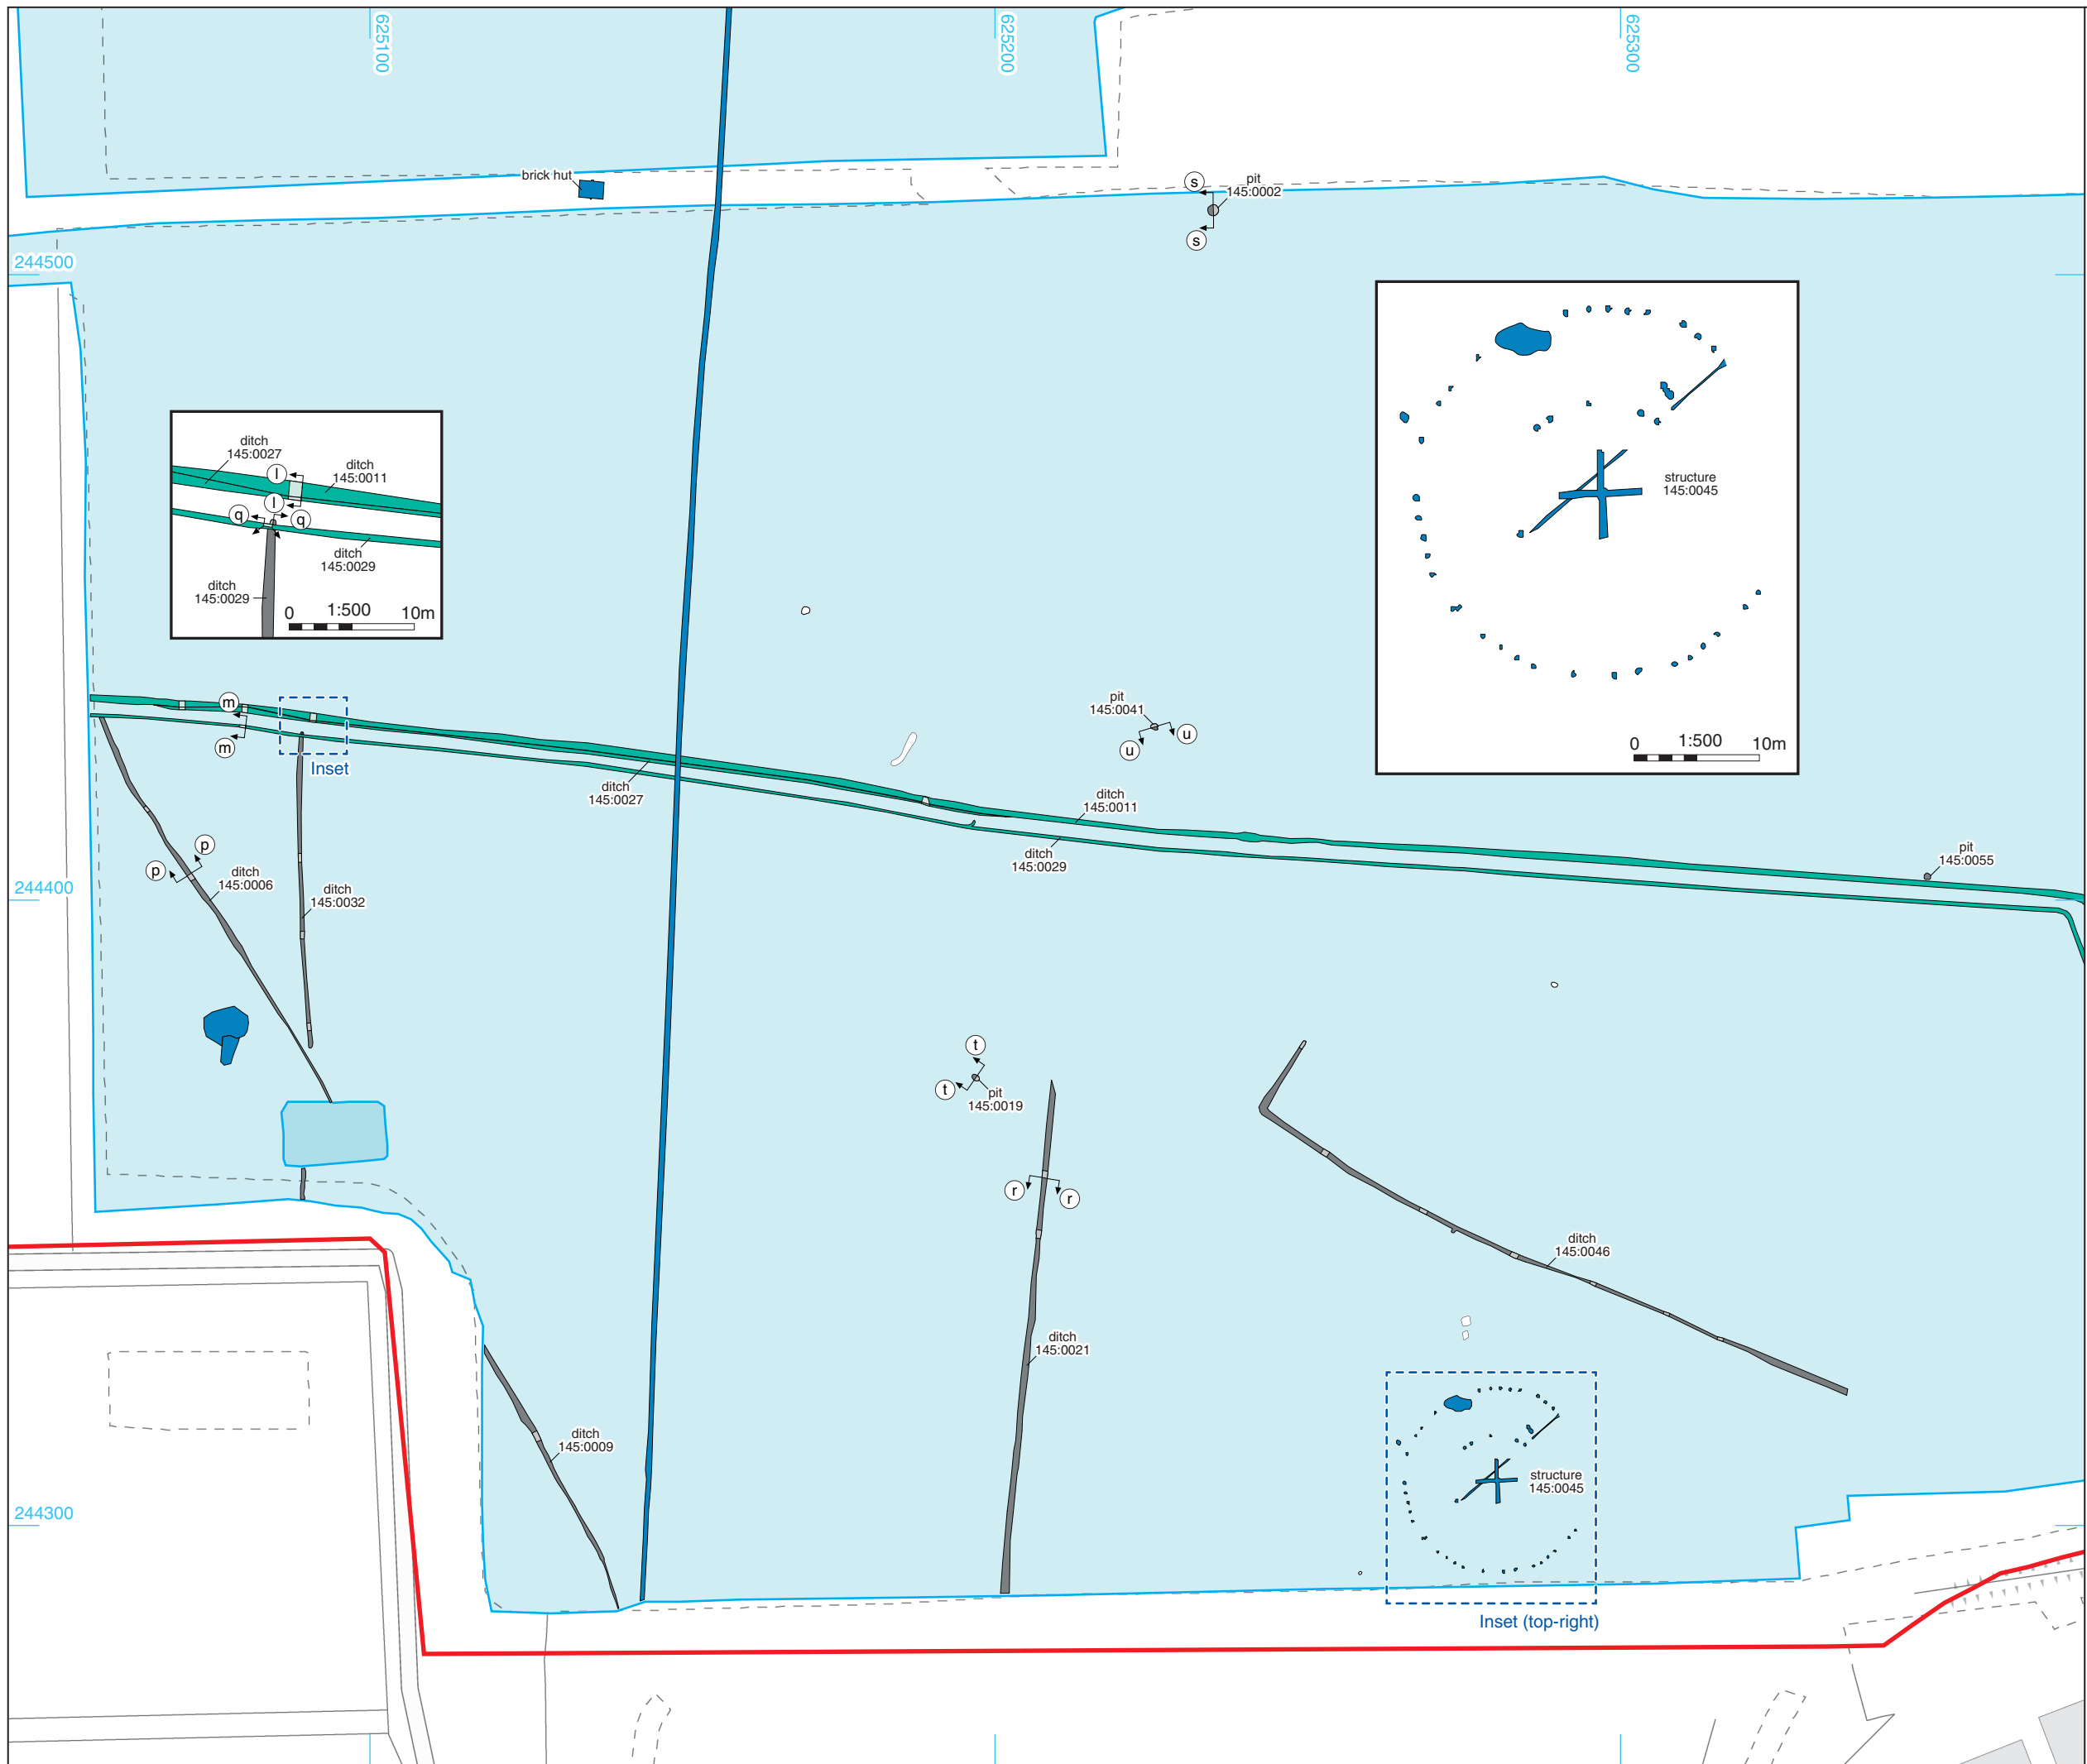 625100
625200
625300
brick hut
s
pit
145:0002
s
244500
ditch
145:0027
l
ditch
145:0011
l
q
q
ditch
145:0029
ditch
145:0029
0
1:500
10m
structure
145:0045
0
1:500
10m
m
m
Inset
pit
145:0041
u
u
ditch
145:0027
ditch
145:0011
ditch
145:0029
pit
145:0055
p
p
ditch
145:0006
244400
ditch
145:0032
t
t
pit
145:0019
r
r
ditch
145:0046
ditch
145:0021
ditch
145:0009
structure
145:0045
244300
Inset (top-right)